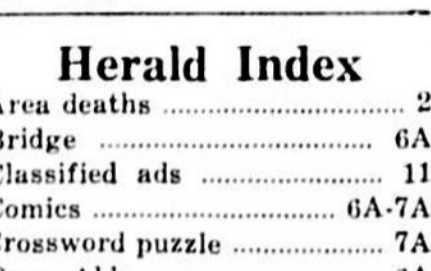 Herald Index
Area deaths .............................. 2
Bridge .................................. 6A
Classified ads ........................ 11
Comics ............................ 6A-7A
Crossword puzzle ................. 7A